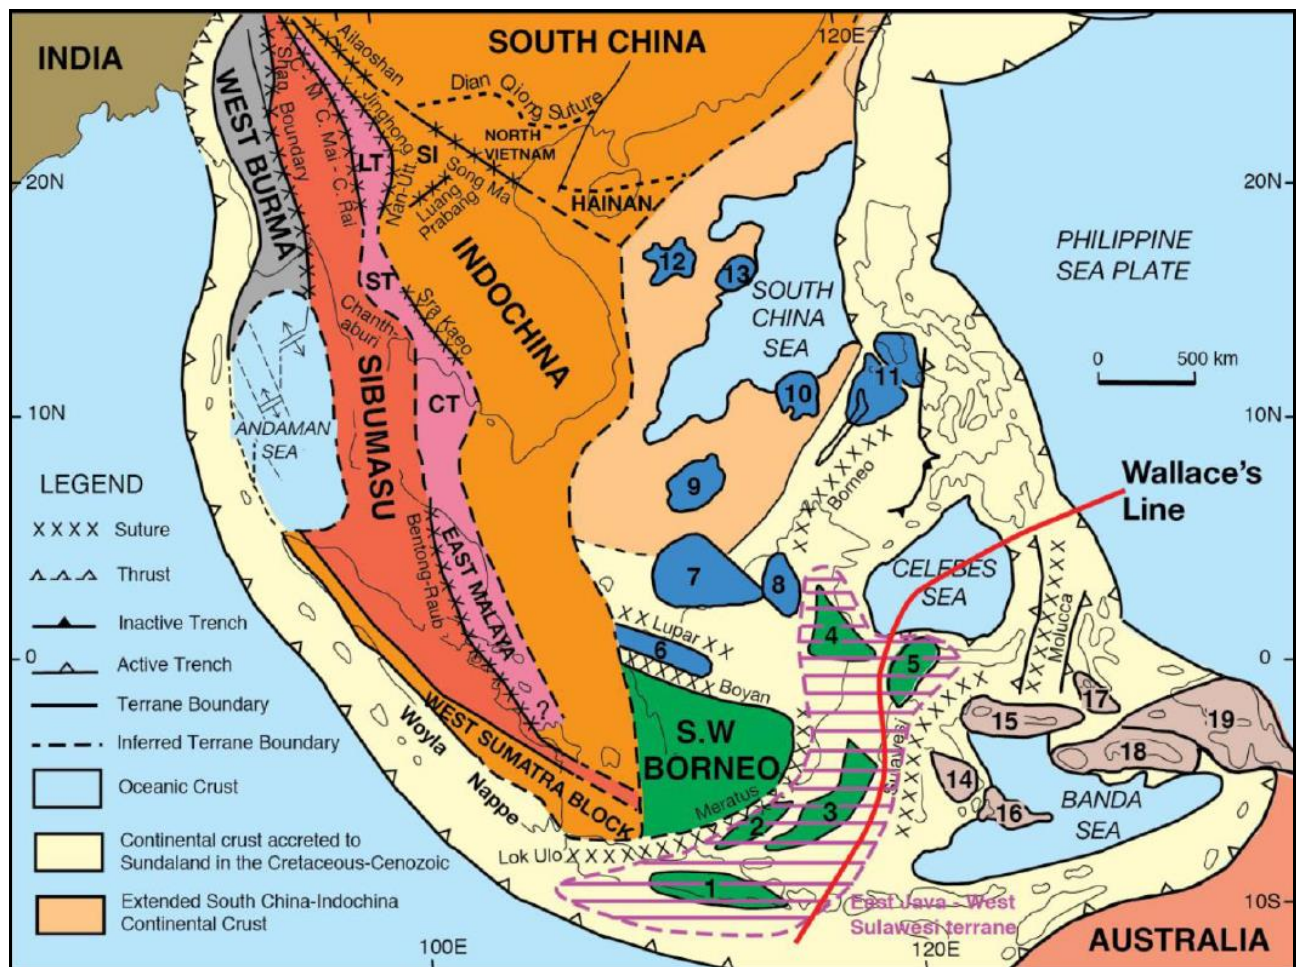 INDIA
SOUTH CHINA
120E
WEST BURMA
Shan Boundary
C - M
C. Mai - C. Rai
Ailaoshan
Jinghong
Nan-Utt
LT
SI
Dian Qiong Suture
NORTH
VIETNAM
Song Ma
Luang
Prabang
HAINAN
20N
20N
PHILIPPINE
SEA PLATE
INDOCHINA
12
13
SOUTH
CHINA
SEA
ST
Sra Kaeo
Chanth-
aburi
SIBUMASU
CT
0
500 km
11
10
10N
10N
ANDAMAN
SEA
9
Borneo
Wallace's
Line
LEGEND
XXXX Suture
Thrust
Inactive Trench
Active Trench
Terrane Boundary
Inferred Terrane Boundary
Oceanic Crust
Continental crust accreted to
Sundaland in the Cretaceous-Cenozoic
Extended South China-Indochina
Continental Crust
Bentong-Raub
EAST MALAYA
7
8
CELEBES
SEA
Molucca
Lupar
6
Boyan
4
5
0
0
?
WEST SUMATRA BLOCK
Woyla
Nappe
S.W
BORNEO
Meratus
Sulawesi
2
3
Lok Ulo
1
East Java - West
Sulawesi terrane
15
17
19
18
14
16
BANDA
SEA
10S
100E
120E
AUSTRALIA